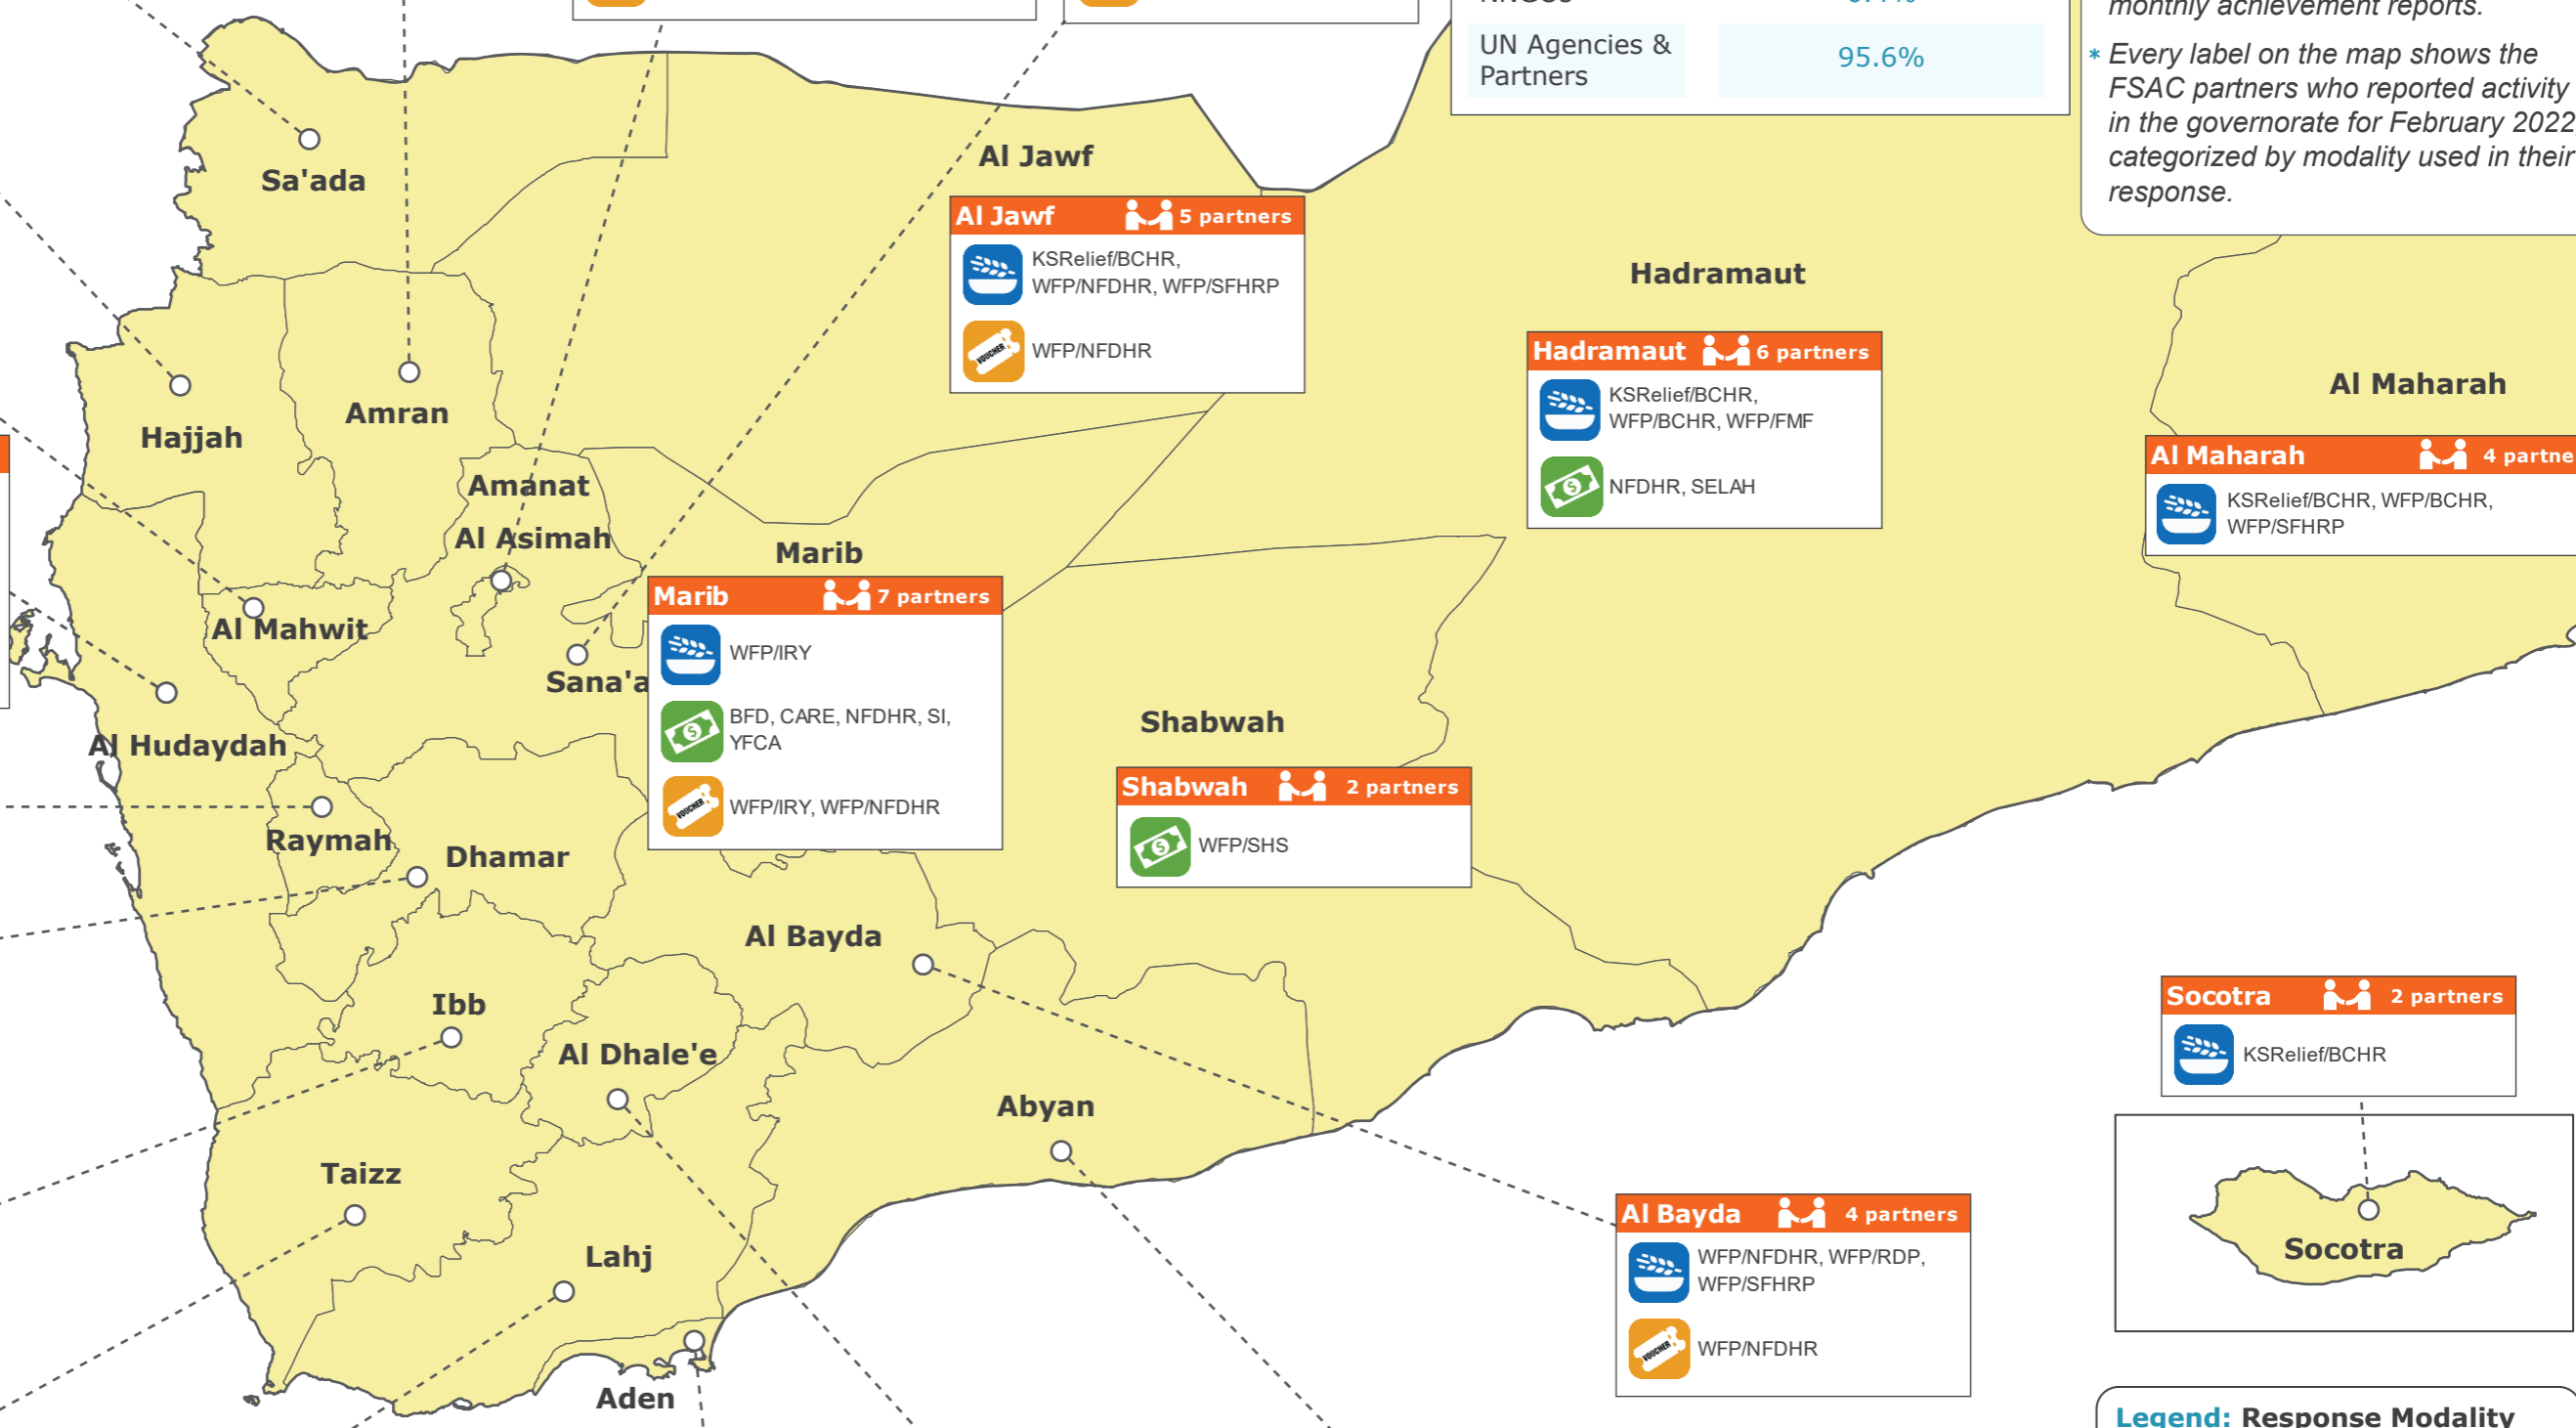 UN Agencies &
Partners
95.6%
monthly achievement reports.
* Every label on the map shows the
FSAC partners who reported activity
in the governorate for February 2022
categorized by modality used in their
response.
Sa'ada
Al Jawf
Al Jawf 5 partners
KSRelief/BCHR,
WFP/NFDHR, WFP/SFHRP
VOUCHER
WFP/NFDHR
Hadramaut
Hadramaut 6 partners
KSRelief/BCHR,
WFP/BCHR, WFP/FMF
NFDHR, SELAH
Al Maharah
Al Maharah 4 partne
KSRelief/BCHR, WFP/BCHR,
WFP/SFHRP
Hajjah
Amran
Amanat
Al Asimah
Marib
Marib 7 partners
WFP/IRY
BFD, CARE, NFDHR, SI,
YFCA
VOUCHER
WFP/IRY, WFP/NFDHR
Al Mahwit
Sana'a
Al Hudaydah
Shabwah
Shabwah 2 partners
WFP/SHS
Raymah
Dhamar
Al Bayda
Ibb
Al Dhale'e
Abyan
Socotra 2 partners
KSRelief/BCHR
Socotra
Taizz
Lahj
Aden
Al Bayda 4 partners
WFP/NFDHR, WFP/RDP,
WFP/SFHRP
VOUCHER
WFP/NFDHR
Legend: Response Modality